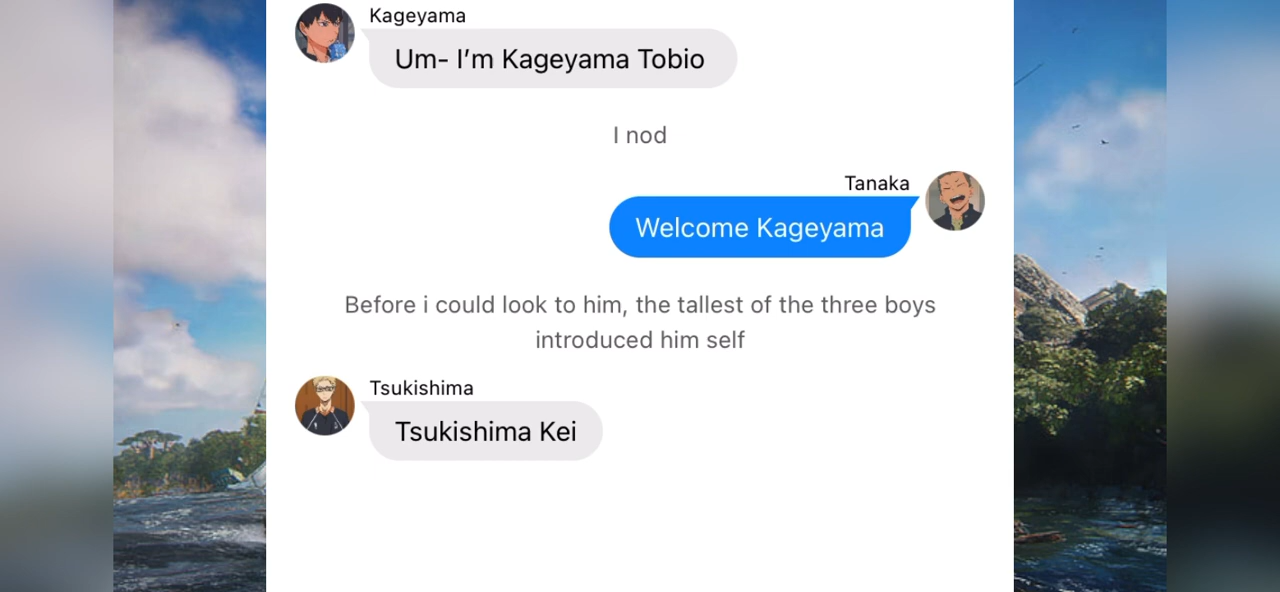 Kageyama
Um- I’m Kageyama Tobio
I nod
Tanaka
Welcome Kageyama
Before i could look to him, the tallest of the three boys
introduced him self
Tsukishima
Tsukishima Kei